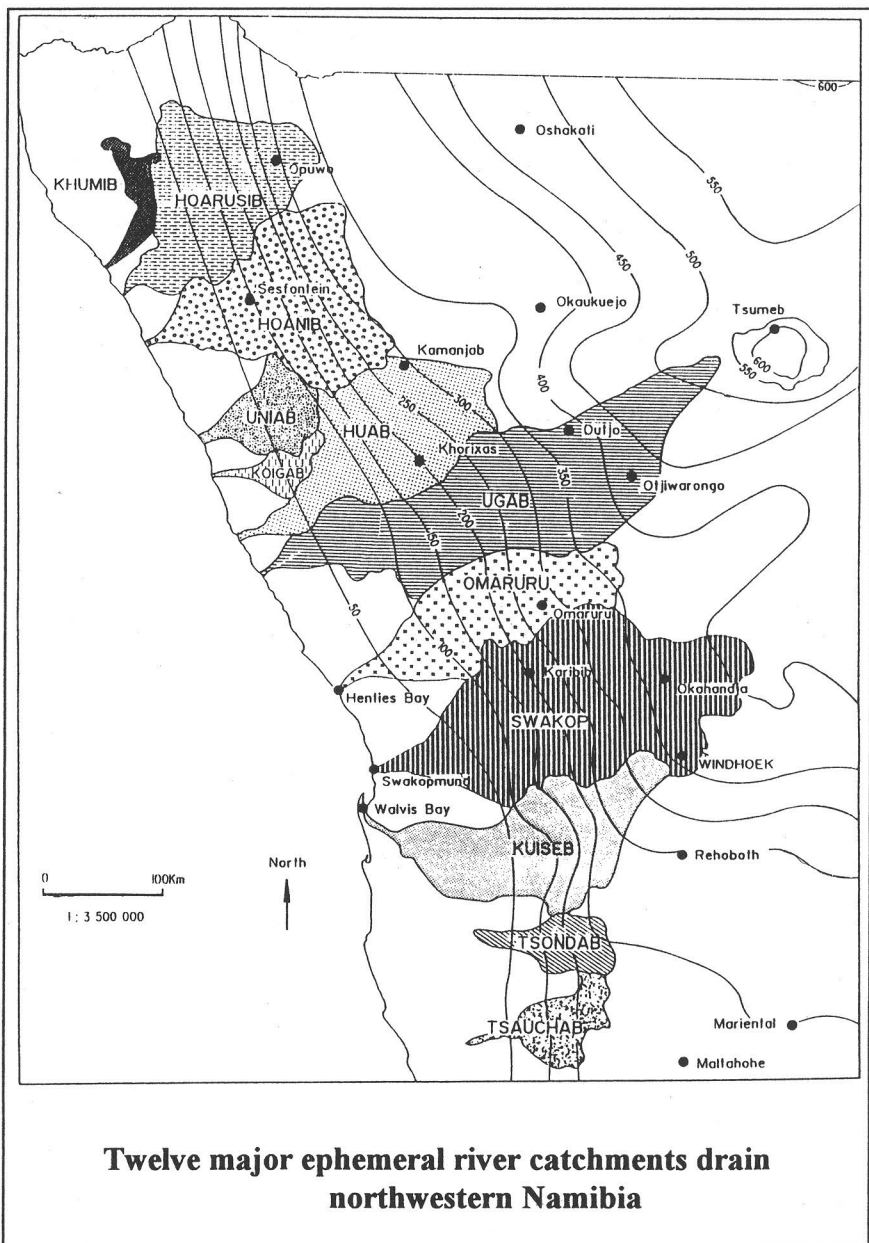 600
Oshakati
550
Opuwo
KHUMIB
HOARUSIB
450
500
Sesfontein
Okaukuejo
Tsumeb
HOANIB
600
550
Kamanjab
400
300
250
UNIAB
HUAB
Outjo
Khorixas
KOIGAB
350
Otjiwarongo
UGAB
200
150
OMARURU
50
Omaruru
100
Karibib
Okahandja
Henties Bay
SWAKOP
WINDHOEK
Swakopmund
Walvis Bay
KUISEB
Rehoboth
North
0 100Km
1 : 3 500 000
TSONDAB
TSAUCHAB
Mariental
Maltahohe
Twelve major ephemeral river catchments drain
northwestern Namibia